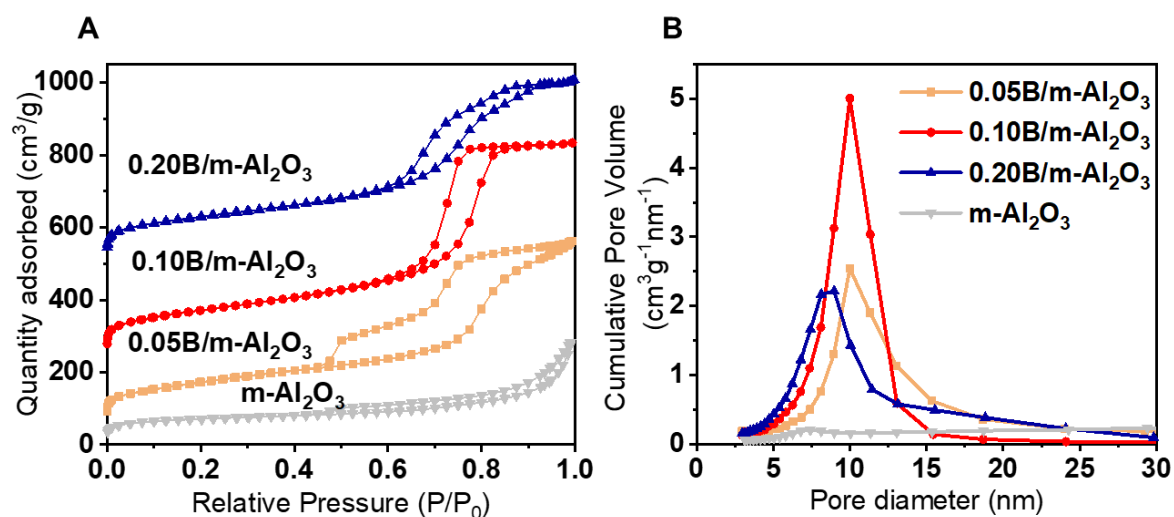 A
Quantity adsorbed (cm³/g)
1000
800
600
400
200
0
0.20B/m-Al₂O₃
0.10B/m-Al₂O₃
0.05B/m-Al₂O₃
m-Al₂O₃
0.0 0.2 0.4 0.6 0.8 1.0
Relative Pressure (P/P₀)
B
Cumulative Pore Volume
(cm³g⁻¹nm⁻¹)
5
4
3
2
1
0
0.05B/m-Al₂O₃
0.10B/m-Al₂O₃
0.20B/m-Al₂O₃
m-Al₂O₃
0 5 10 15 20 25 30
Pore diameter (nm)